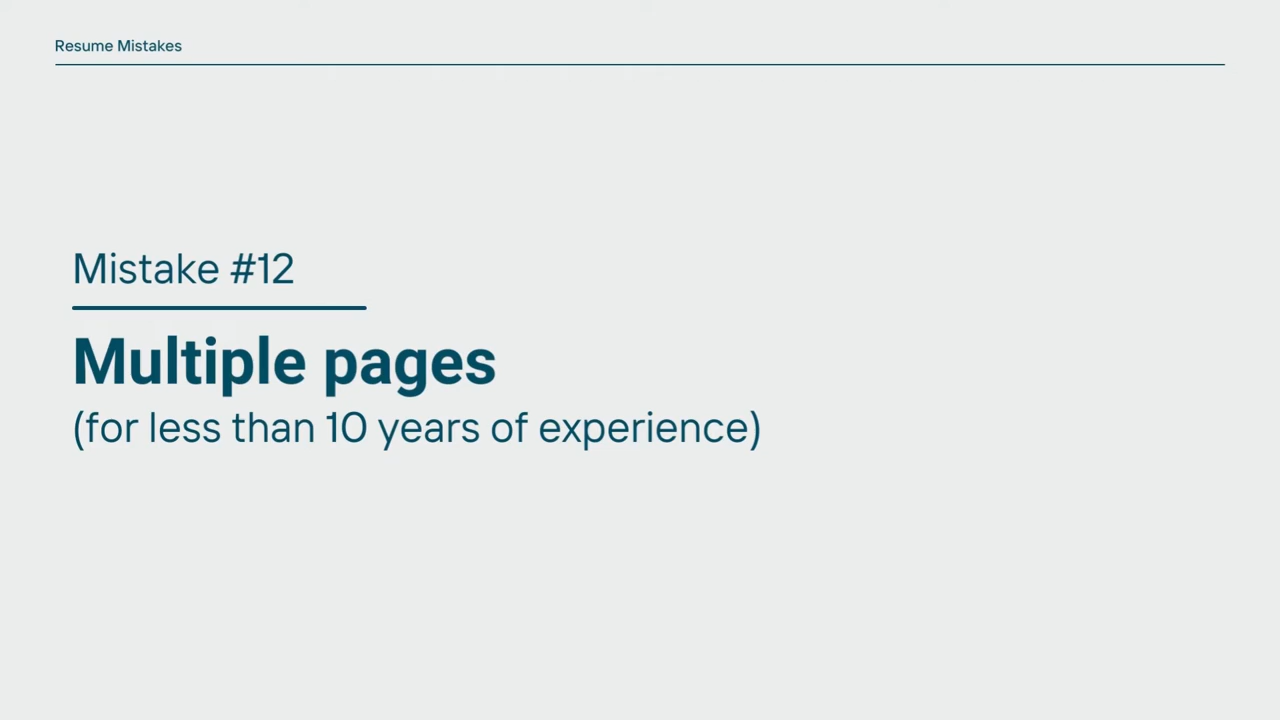 Resume Mistakes
Mistake #12
Multiple pages
(for less than 10 years of experience)